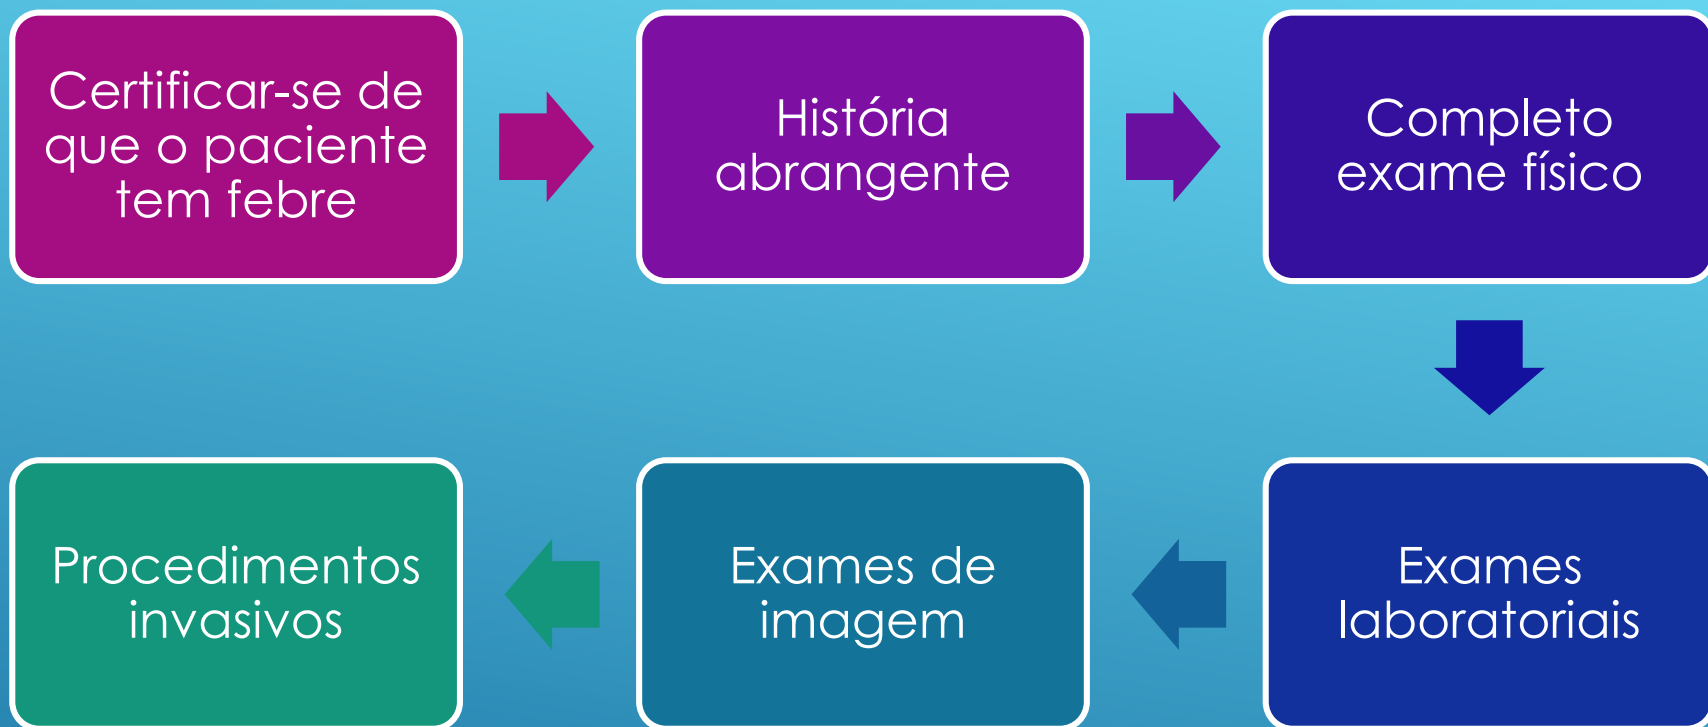 Certificar-se de
que o paciente
tem febre
História
abrangente
Completo
exame físico
Exames
laboratoriais
Exames de
imagem
Procedimentos
invasivos